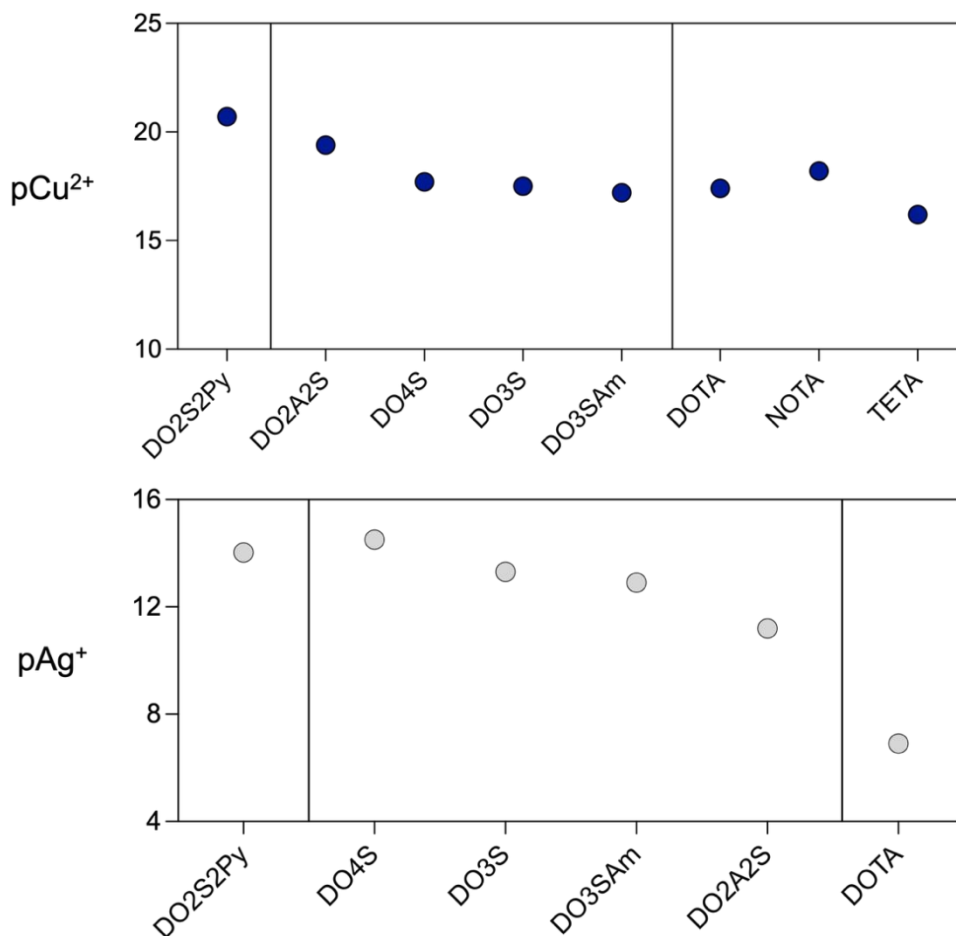 25
20
pCu²⁺
15
10
DO2S2Py
DO2A2S
DO4S
DO3S
DO3SAm
DOTA
NOTA
TETA
16
12
pAg⁺
8
4
DO2S2Py
DO4S
DO3S
DO3SAm
DO2A2S
DOTA